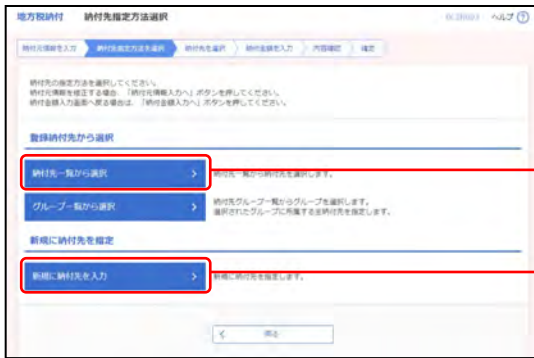 地方税納付　納付先指定方法選択
ヘルプ ?
納付元情報を入力　納付先指定方法を選択　納付先を選択　納付金額を入力　内容確認　確定
納付先の指定方法を選択してください。
納付元情報を修正する場合、「納付元情報入力へ」ボタンを押してください。
納付金額入力画面へ戻る場合は、「納付金額入力へ」ボタンを押してください。
登録納付先から選択
納付先一覧から選択　納付先一覧から納付先を選択します。
グループ一覧から選択　納付先グループ一覧からグループを選択します。
選択されたグループに所属する全納付先を指定します。
新規に納付先を指定
新規に納付先を入力　新規に納付先を指定します。
戻る